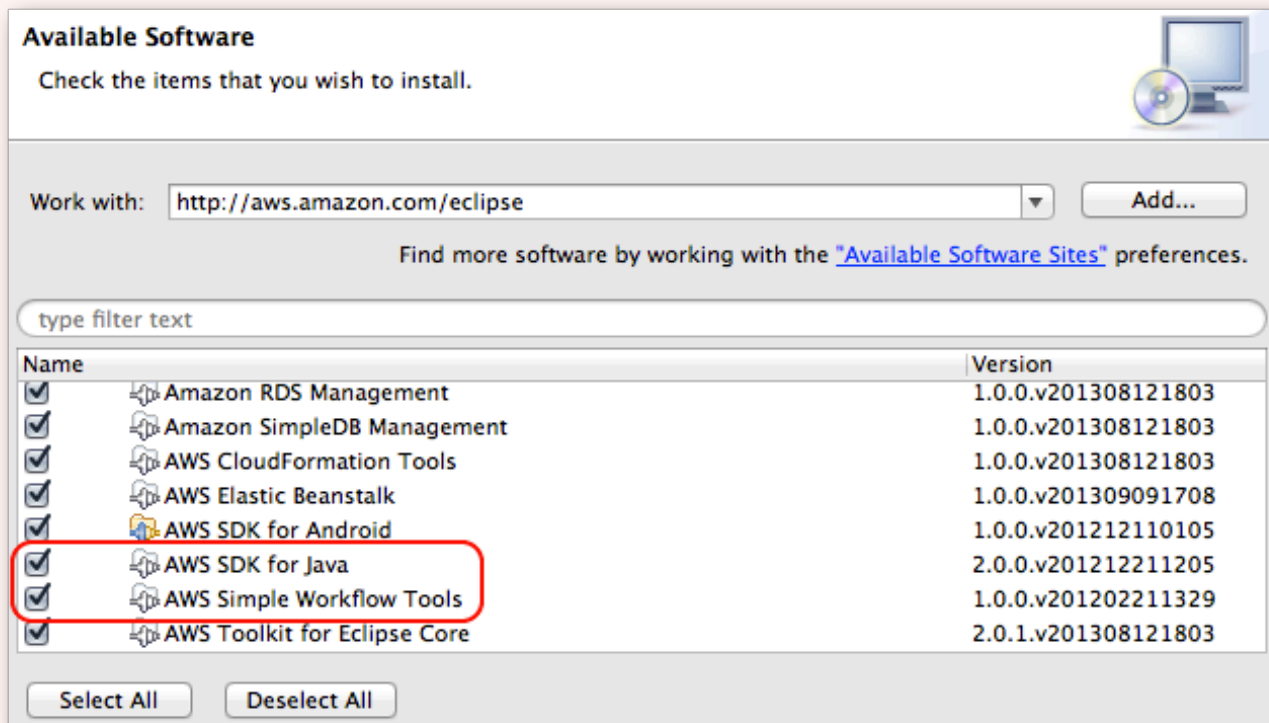 Available Software
Check the items that you wish to install.
Work with: http://aws.amazon.com/eclipse Add...
Find more software by working with the "Available Software Sites" preferences.
type filter text
Name Version
Amazon RDS Management 1.0.0.v201308121803
Amazon SimpleDB Management 1.0.0.v201308121803
AWS CloudFormation Tools 1.0.0.v201308121803
AWS Elastic Beanstalk 1.0.0.v201309091708
AWS SDK for Android 1.0.0.v201212110105
AWS SDK for Java 2.0.0.v201212211205
AWS Simple Workflow Tools 1.0.0.v201202211329
AWS Toolkit for Eclipse Core 2.0.1.v201308121803
Select All Deselect All